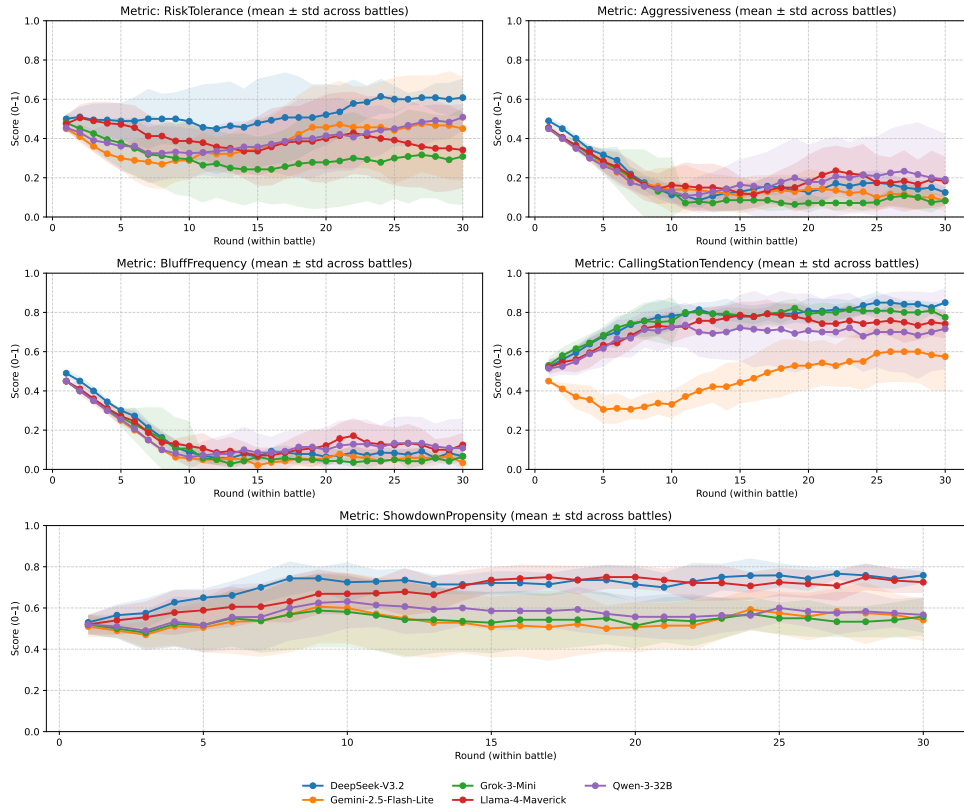 Metric: RiskTolerance (mean ± std across battles)
1.0
0.8
0.6
0.4
0.2
0.0
Score (0–1)
0 5 10 15 20 25 30
Round (within battle)
Metric: Aggressiveness (mean ± std across battles)
1.0
0.8
0.6
0.4
0.2
0.0
Score (0–1)
0 5 10 15 20 25 30
Round (within battle)
Metric: BluffFrequency (mean ± std across battles)
1.0
0.8
0.6
0.4
0.2
0.0
Score (0–1)
0 5 10 15 20 25 30
Round (within battle)
Metric: CallingStationTendency (mean ± std across battles)
1.0
0.8
0.6
0.4
0.2
0.0
Score (0–1)
0 5 10 15 20 25 30
Round (within battle)
Metric: ShowdownPropensity (mean ± std across battles)
1.0
0.8
0.6
0.4
0.2
0.0
Score (0–1)
0 5 10 15 20 25 30
Round (within battle)
DeepSeek-V3.2 Grok-3-Mini Qwen-3-32B
Gemini-2.5-Flash-Lite Llama-4-Maverick